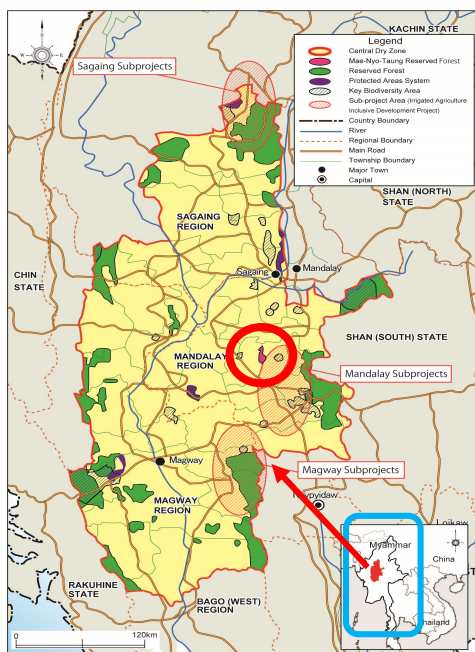 KACHIN STATE
N
Legend
Central Dry Zone
Mae-Nyo-Taung Reserved Forest
Reserved Forest
Protected Areas System
Key Biodiversity Area
Sub-project Area (Irrigated Agriculture
Inclusive Development Project)
Country Boundary
River
Regional Boundary
Main Road
Township Boundary
Major Town
Capital
Sagaing Subprojects
SHAN (NORTH)
STATE
SAGAING
REGION
CHIN
STATE
Sagaing
Mandalay
SHAN (SOUTH) STATE
MANDALAY
REGION
Mandalay Subprojects
Magway
Magway Subprojects
MAGWAY
REGION
Loikaw
Myanmar
China
Thailand
RAKUHINE
STATE
BAGO (WEST)
REGION
0
120km